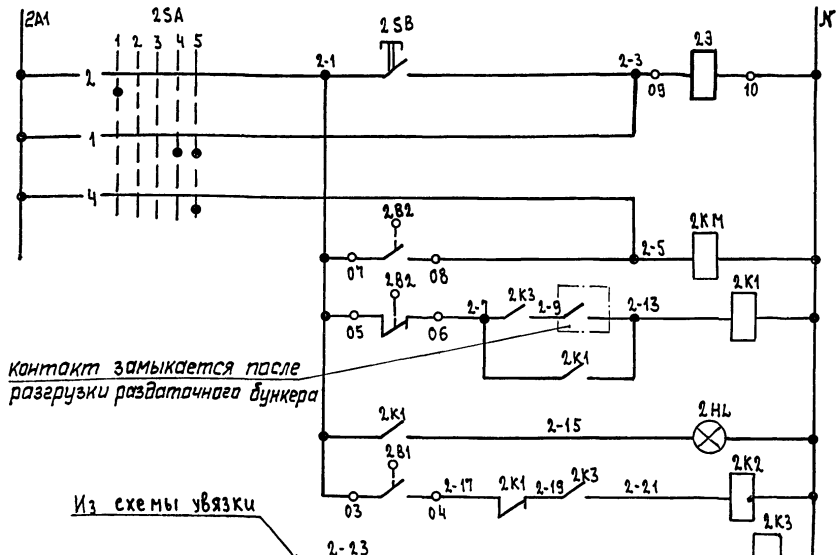 2A1 2SA 2SB N
1 2 3 4 5
2 2-1 2-3 09 2Э 10
1
4
2B2 07 08 2-5 2KM
2B2 05 06 2-7 2K3 2-9 2-13 2K1
2K1
контакт замыкается после
разгрузки раздаточного бункера
2K1 2-15 2HL
2B1 03 04 2-17 2K1 2-19 2K3 2-21 2K2
Из схемы увязки
2K3
2-23